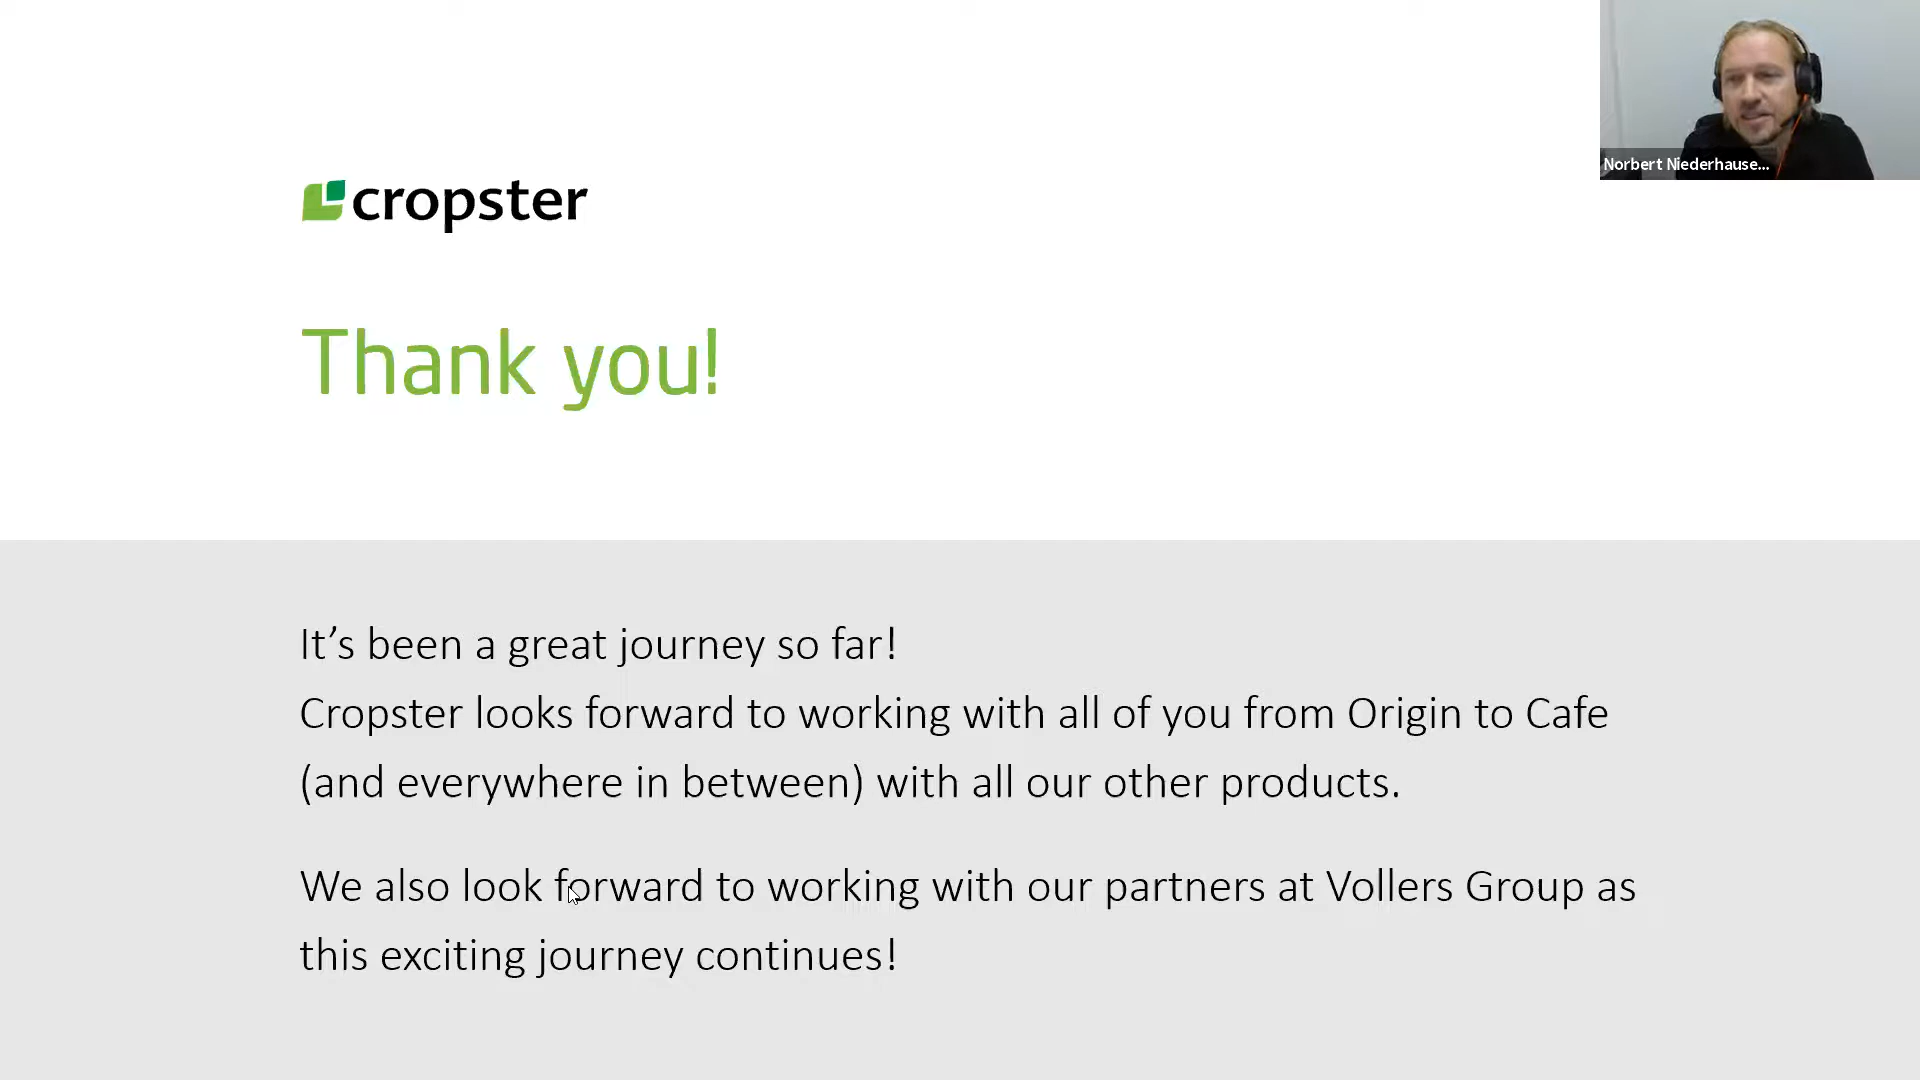 Norbert Niederhause...
cropster
Thank you!
It’s been a great journey so far!
Cropster looks forward to working with all of you from Origin to Cafe
(and everywhere in between) with all our other products.
We also look forward to working with our partners at Vollers Group as
this exciting journey continues!